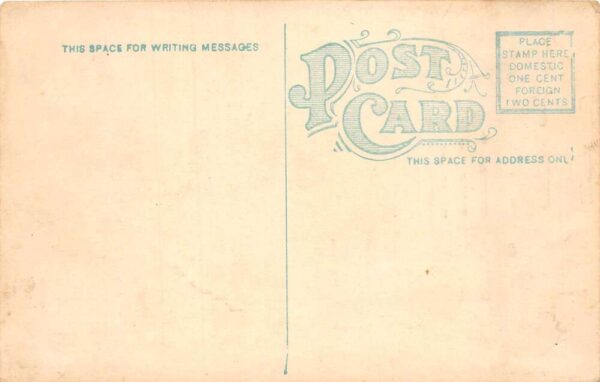 THIS SPACE FOR WRITING MESSAGES
POST
CARD
PLACE
STAMP HERE
DOMESTIC
ONE CENT
FOREIGN
TWO CENTS
THIS SPACE FOR ADDRESS ONLY